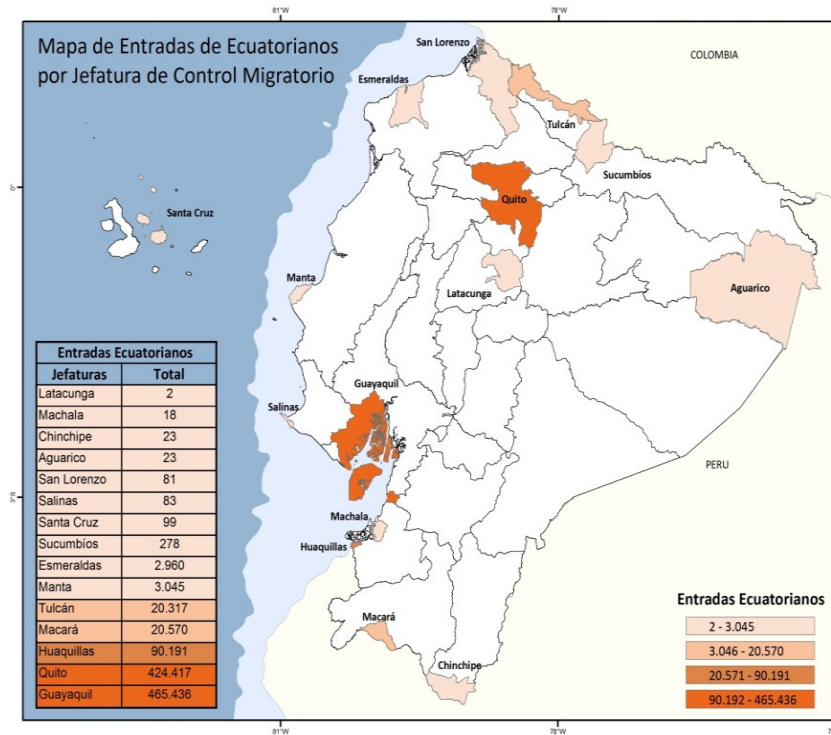 81°W
78°W
Mapa de Entradas de Ecuatorianos
por Jefatura de Control Migratorio
San Lorenzo
COLOMBIA
Esmeraldas
Tulcán
Sucumbíos
0°
Quito
Santa Cruz
Manta
Latacunga
Aguarico
Entradas Ecuatorianos
Jefaturas Total
Latacunga 2
Machala 18
Chinchipe 23
Aguarico 23
San Lorenzo 81
Salinas 83
Santa Cruz 99
Sucumbíos 278
Esmeraldas 2.960
Manta 3.045
Tulcán 20.317
Macará 20.570
Huaquillas 90.191
Quito 424.417
Guayaquil 465.436
Guayaquil
Salinas
PERU
3°S
Machala
Huaquillas
Macará
Chinchipe
Entradas Ecuatorianos
2 - 3.045
3.046 - 20.570
20.571 - 90.191
90.192 - 465.436
81°W
78°W